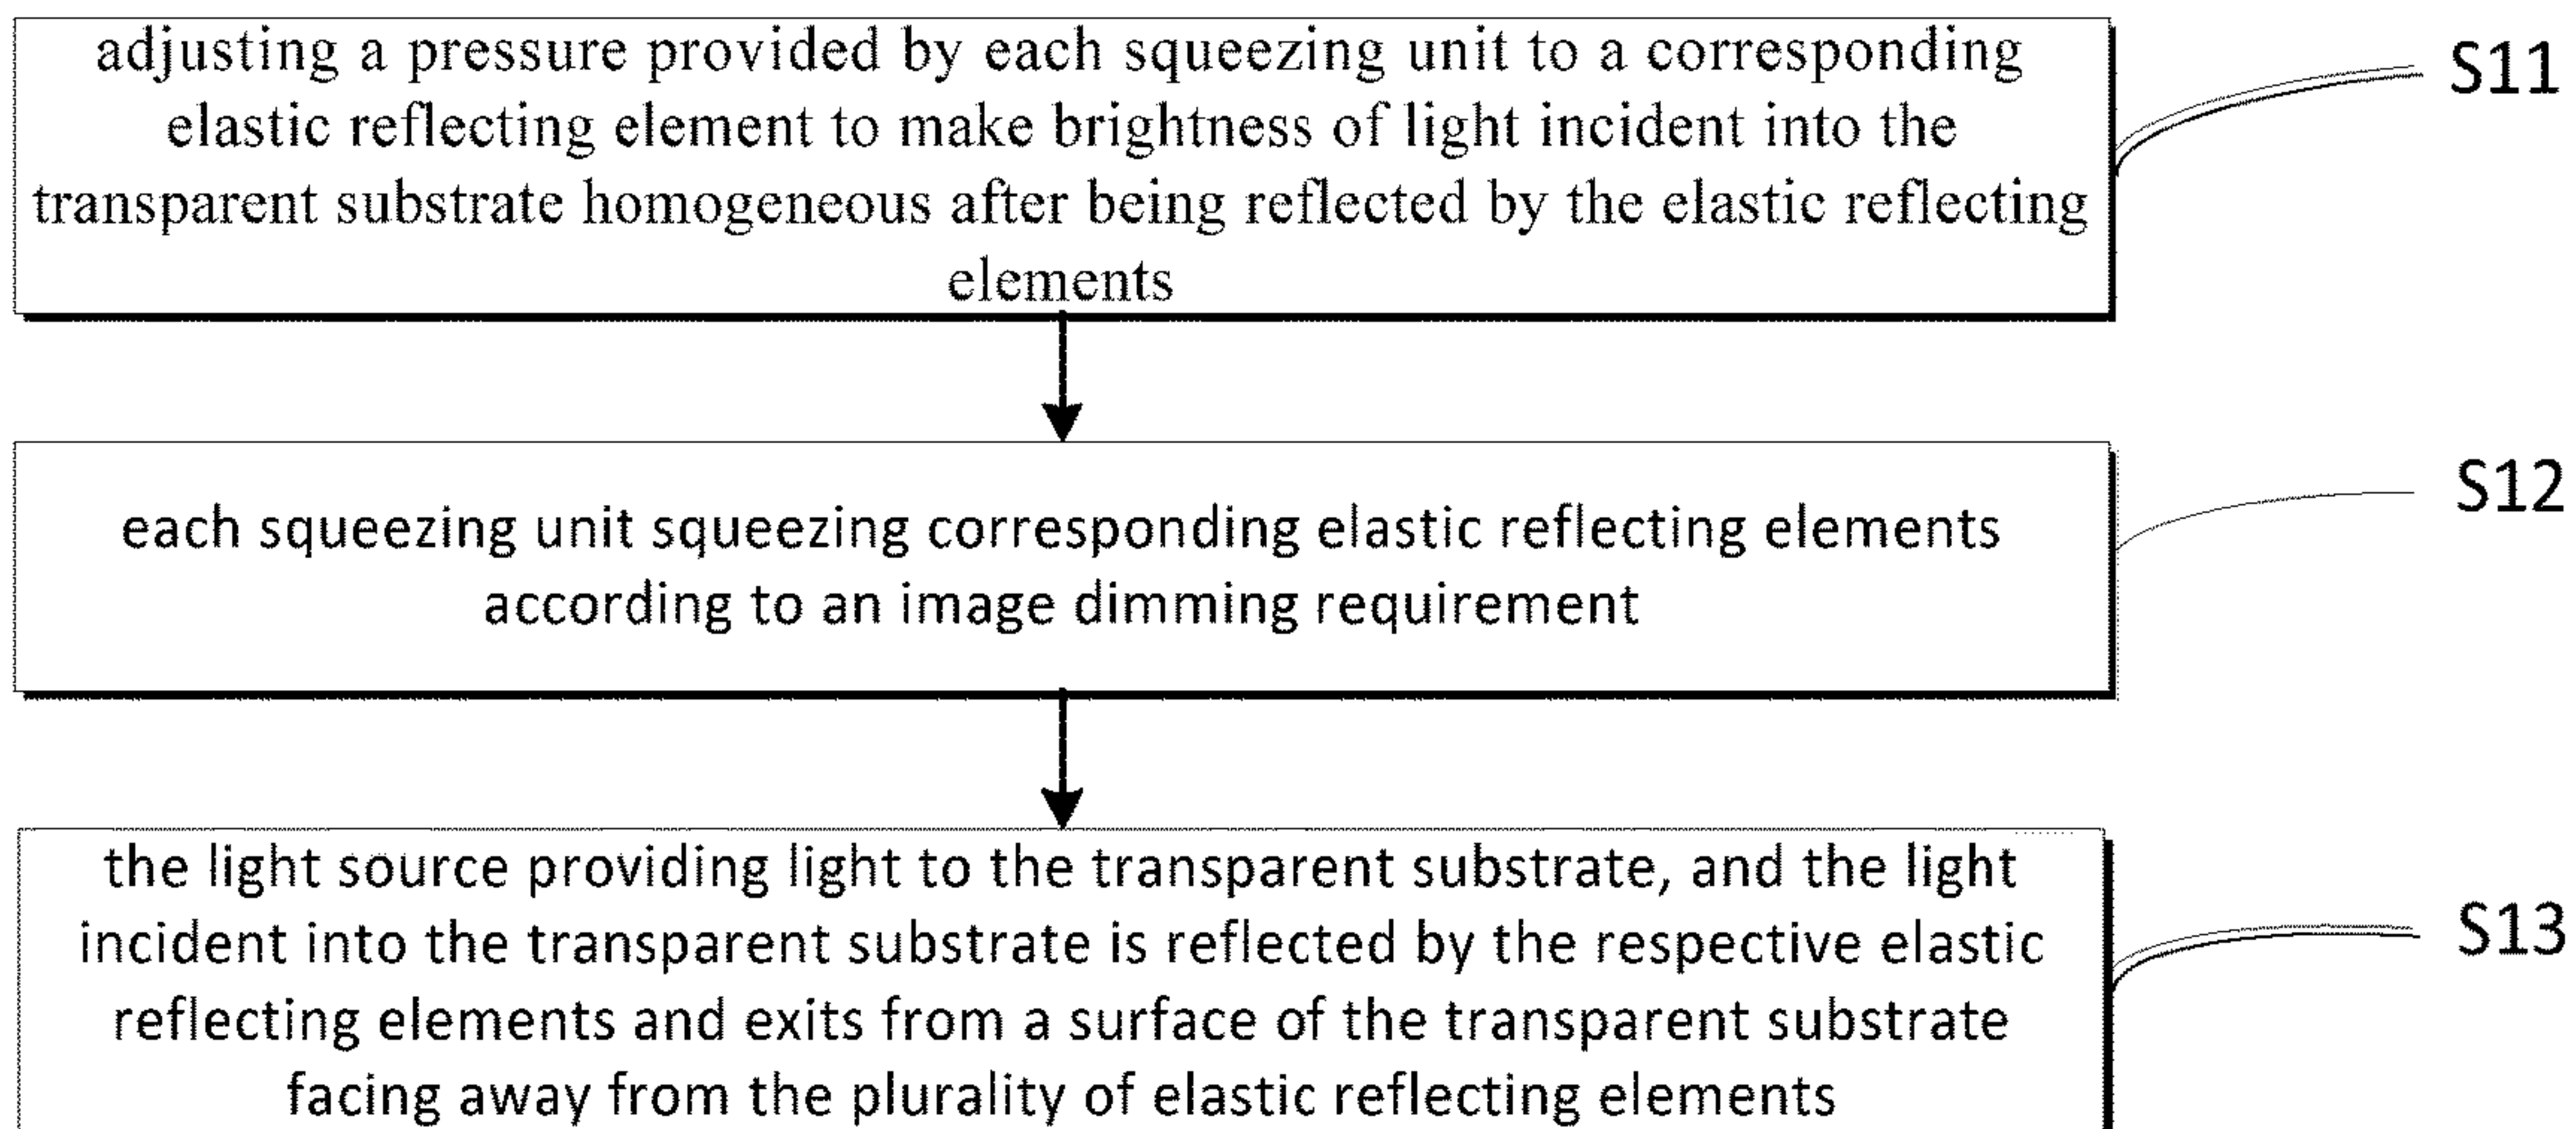 adjusting a pressure provided by each squeezing unit to a corresponding
elastic reflecting element to make brightness of light incident into the
transparent substrate homogeneous after being reflected by the elastic reflecting
elements
S11
each squeezing unit squeezing corresponding elastic reflecting elements
according to an image dimming requirement
S12
the light source providing light to the transparent substrate, and the light
incident into the transparent substrate is reflected by the respective elastic
reflecting elements and exits from a surface of the transparent substrate
facing away from the plurality of elastic reflecting elements
S13